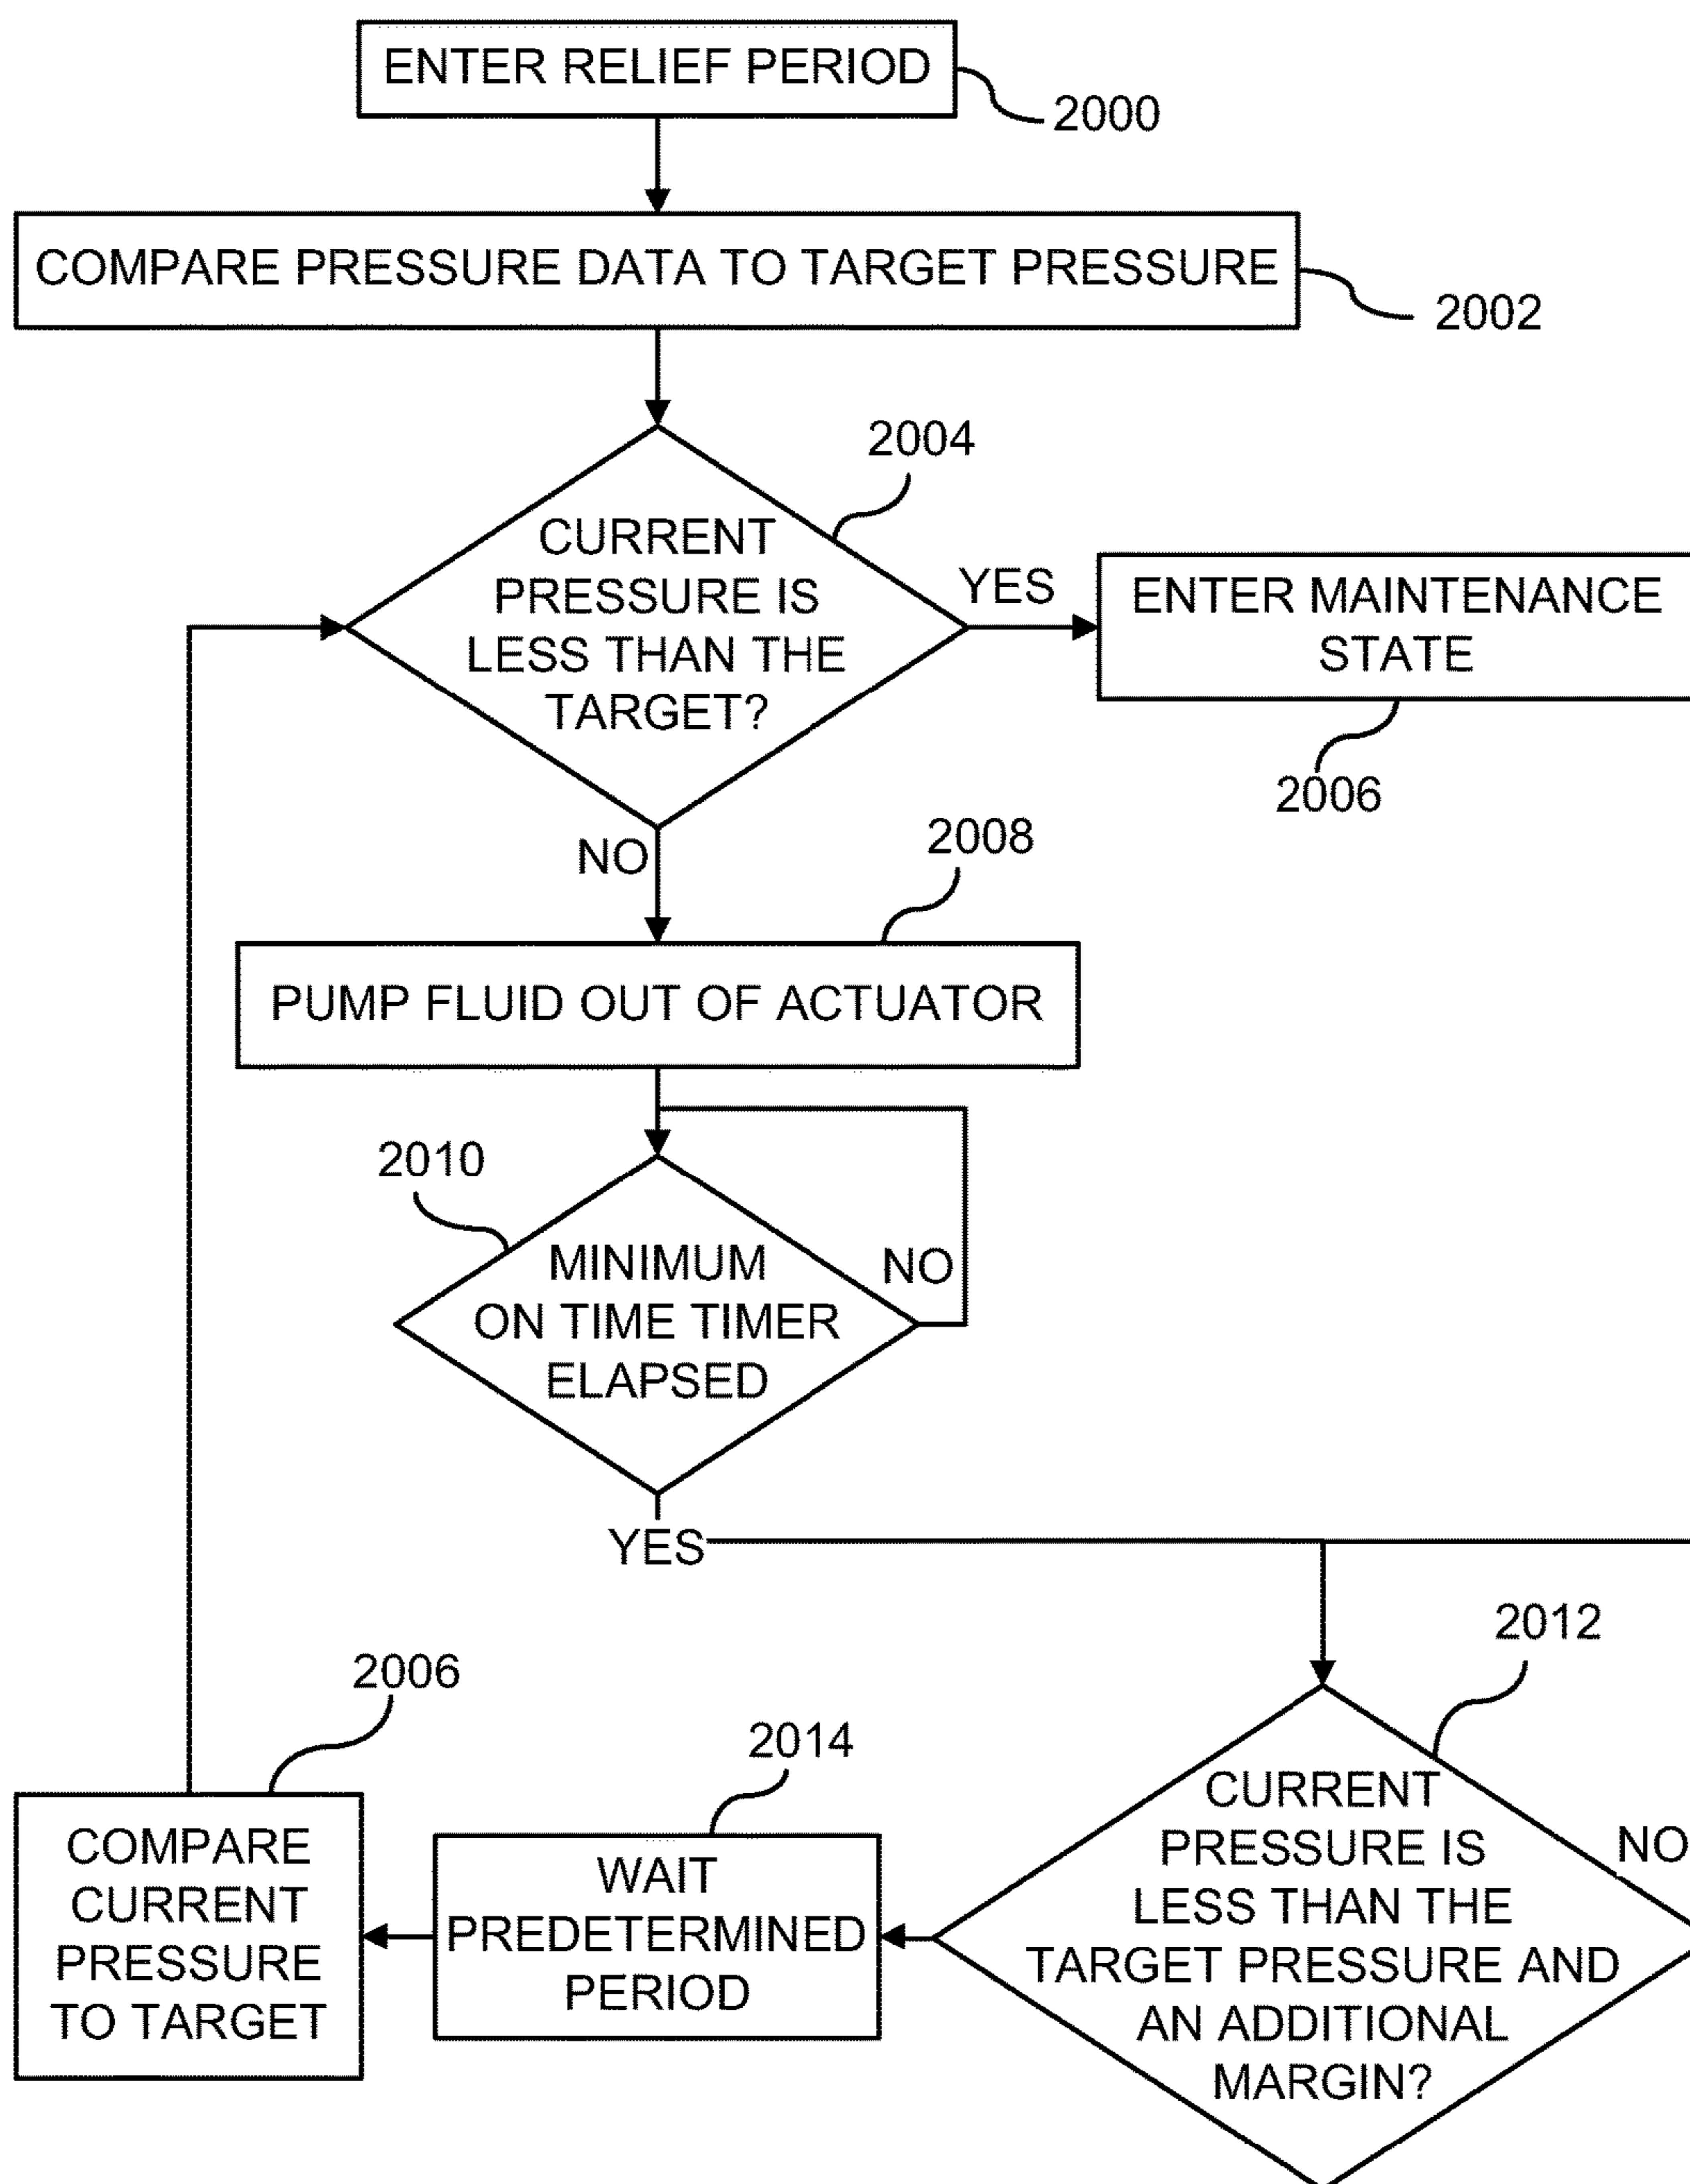 ENTER RELIEF PERIOD
2000
COMPARE PRESSURE DATA TO TARGET PRESSURE
2002
2004
CURRENT
PRESSURE IS
LESS THAN THE
TARGET?
YES
ENTER MAINTENANCE
STATE
2006
NO
2008
PUMP FLUID OUT OF ACTUATOR
2010
MINIMUM
ON TIME TIMER
ELAPSED
NO
YES
2012
CURRENT
PRESSURE IS
LESS THAN THE
TARGET PRESSURE AND
AN ADDITIONAL
MARGIN?
NO
2014
WAIT
PREDETERMINED
PERIOD
2006
COMPARE
CURRENT
PRESSURE
TO TARGET